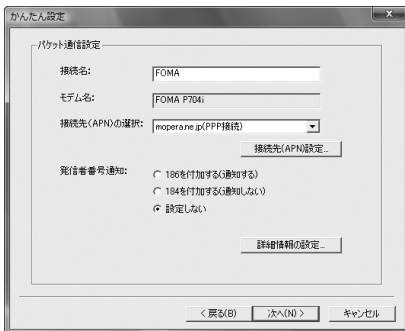 かんたん設定
パケット通信設定
接続名: FOMA
モデム名: FOMA P704i
接続先(APN)の選択: mopera.ne.jp(PPP接続)
接続先(APN)設定...
発信者番号通知: 186を付加する(通知する)
184を付加する(通知しない)
設定しない
詳細情報の設定...
< 戻る(B) 次へ(N) > キャンセル